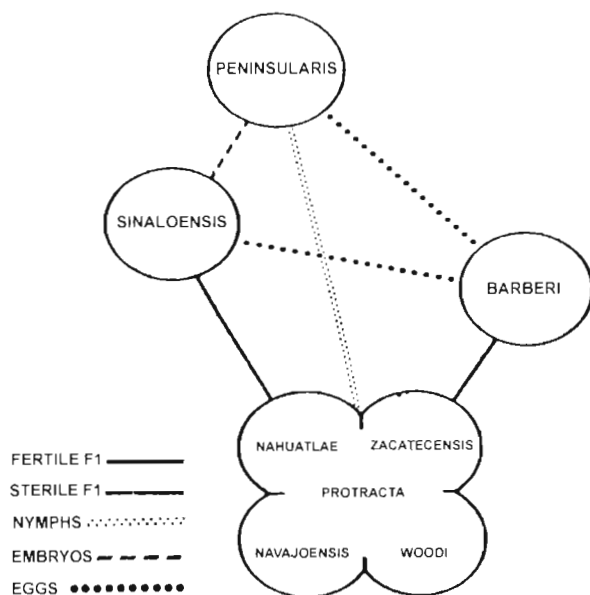 PENINSULARIS
SINALOENSIS
BARBERI
NAHUATLAE ZACATECENSIS
PROTRACTA
NAVAJOENSIS WOODI
FERTILE F1
STERILE F1
NYMPHS
EMBRYOS
EGGS